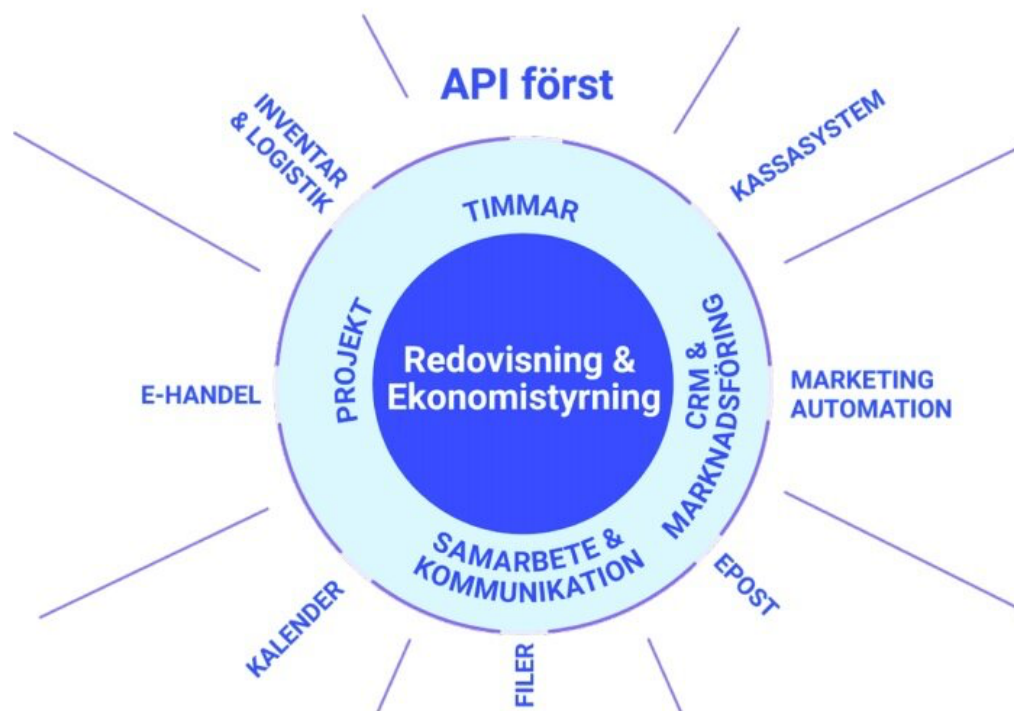 API först
INVENTAR
& LOGISTIK
KASSASYSTEM
TIMMAR
PROJEKT
Redovisning &
Ekonomistyrning
CRM &
MARKNADSFÖRING
E-HANDEL
MARKETING
AUTOMATION
SAMARBETE &
KOMMUNIKATION
KALENDER
FILER
EPOST